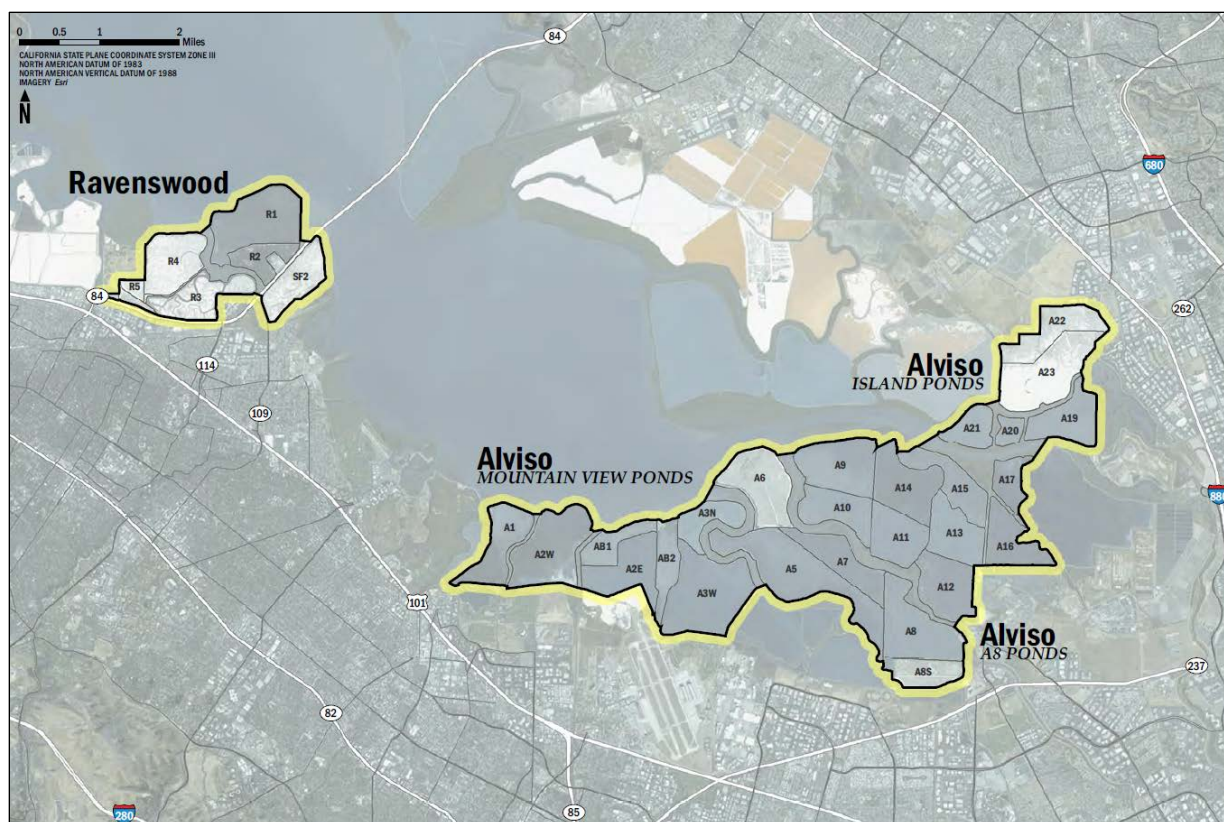 0 0.5 1 2
Miles
CALIFORNIA STATE PLANE COORDINATE SYSTEM ZONE III
NORTH AMERICAN DATUM OF 1983
NORTH AMERICAN VERTICAL DATUM OF 1988
IMAGERY Esri
N
84
680
Ravenswood
R1
R4
R2
SF2
R5
R3
84
262
114
A22
Alviso
ISLAND PONDS
A23
109
A21
A20
A19
Alviso
MOUNTAIN VIEW PONDS
A6
A9
A14
A15
A17
880
A3N
A10
A1
A2W
AB1
AB2
A11
A13
A16
A2E
A5
A7
A3W
A12
101
A8
Alviso
A8 PONDS
A8S
237
82
280
85